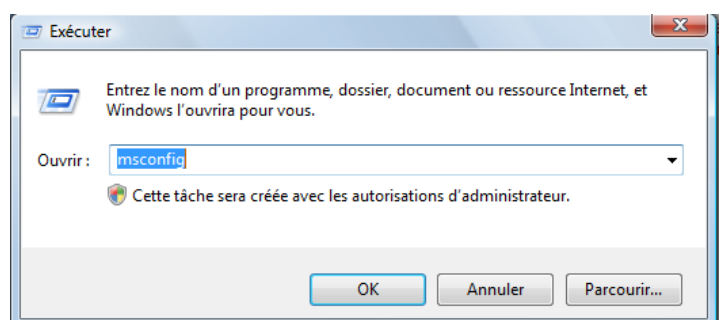 Exécuter
Entrez le nom d'un programme, dossier, document ou ressource Internet, et
Windows l'ouvrira pour vous.
Ouvrir : msconfig
Cette tâche sera créée avec les autorisations d'administrateur.
OK Annuler Parcourir...